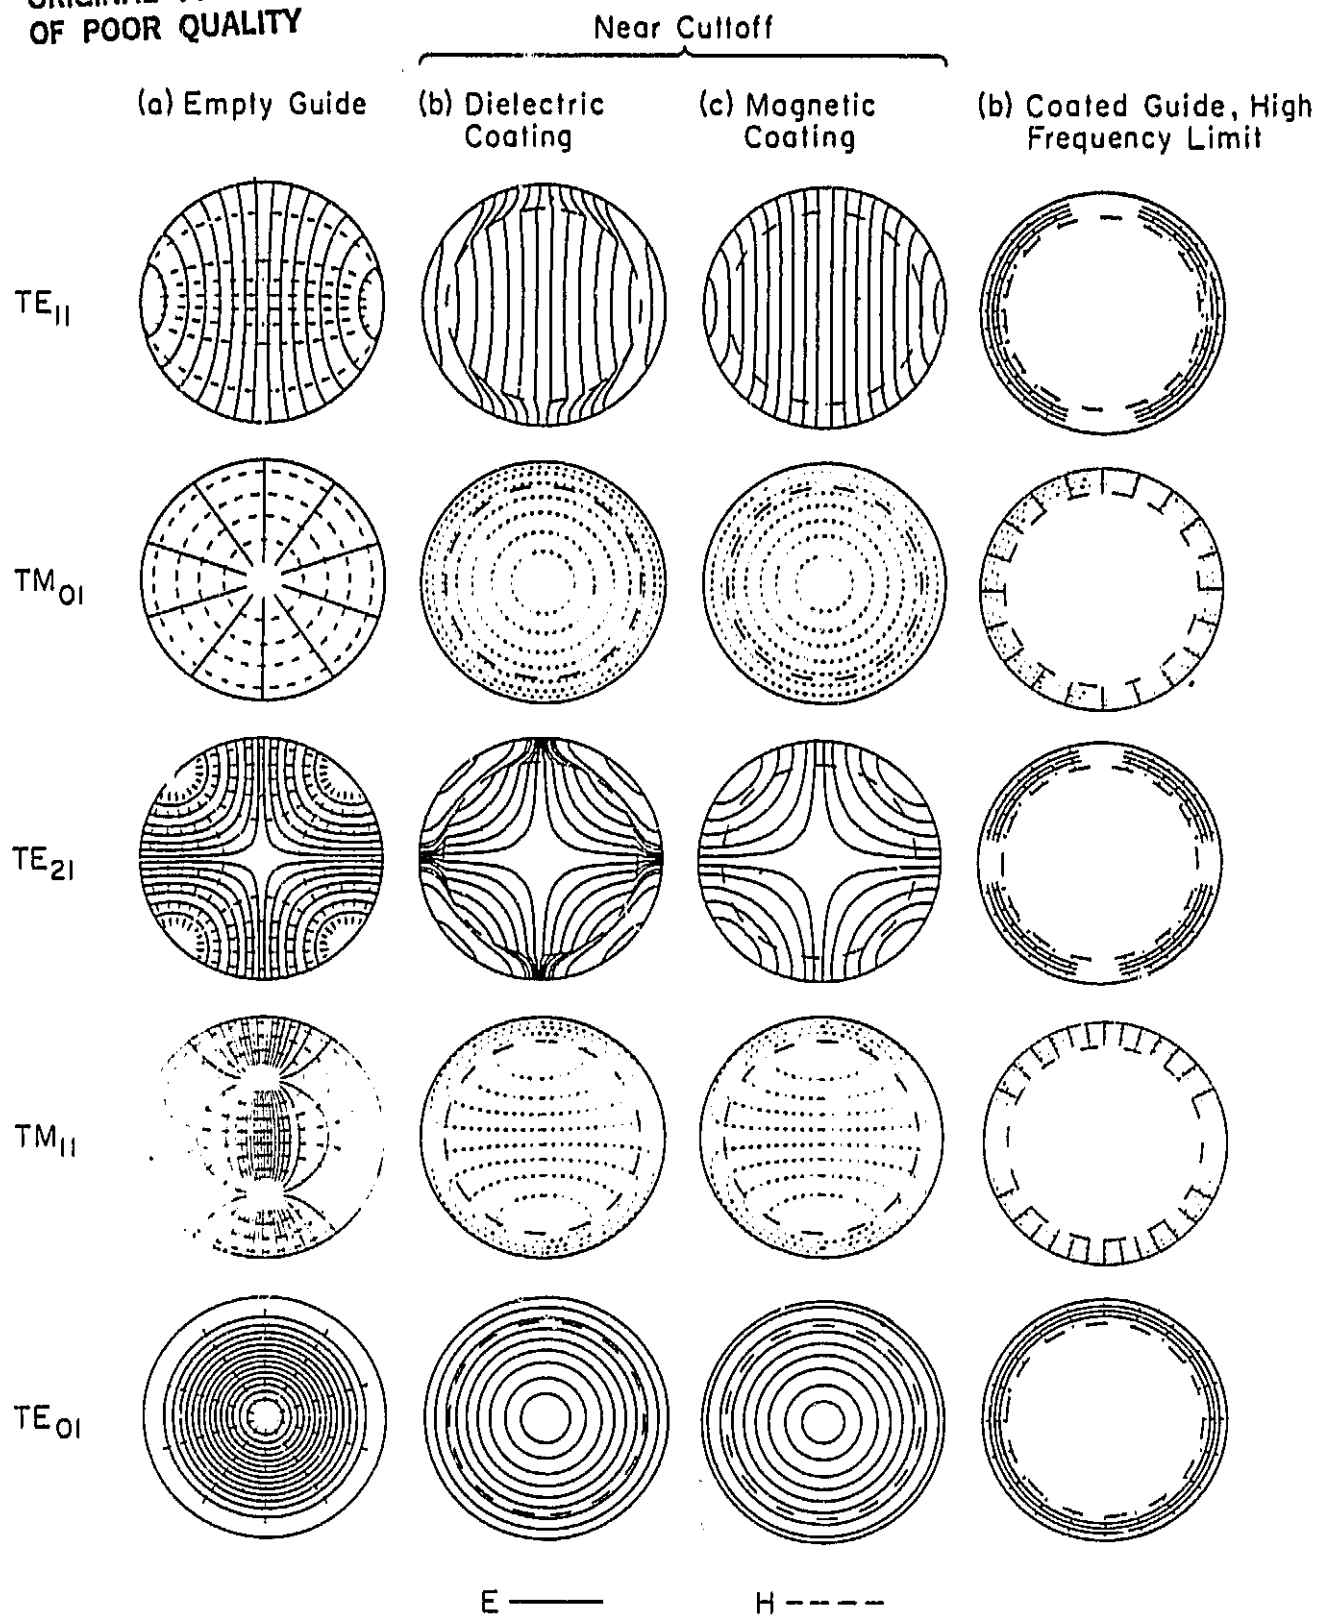 ORIGINAL
OF POOR QUALITY
Near Cuttoff
(a) Empty Guide
(b) Dielectric
Coating
(c) Magnetic
Coating
(b) Coated Guide, High
Frequency Limit
TE11
TM01
TE21
TM11
TE01
E
H